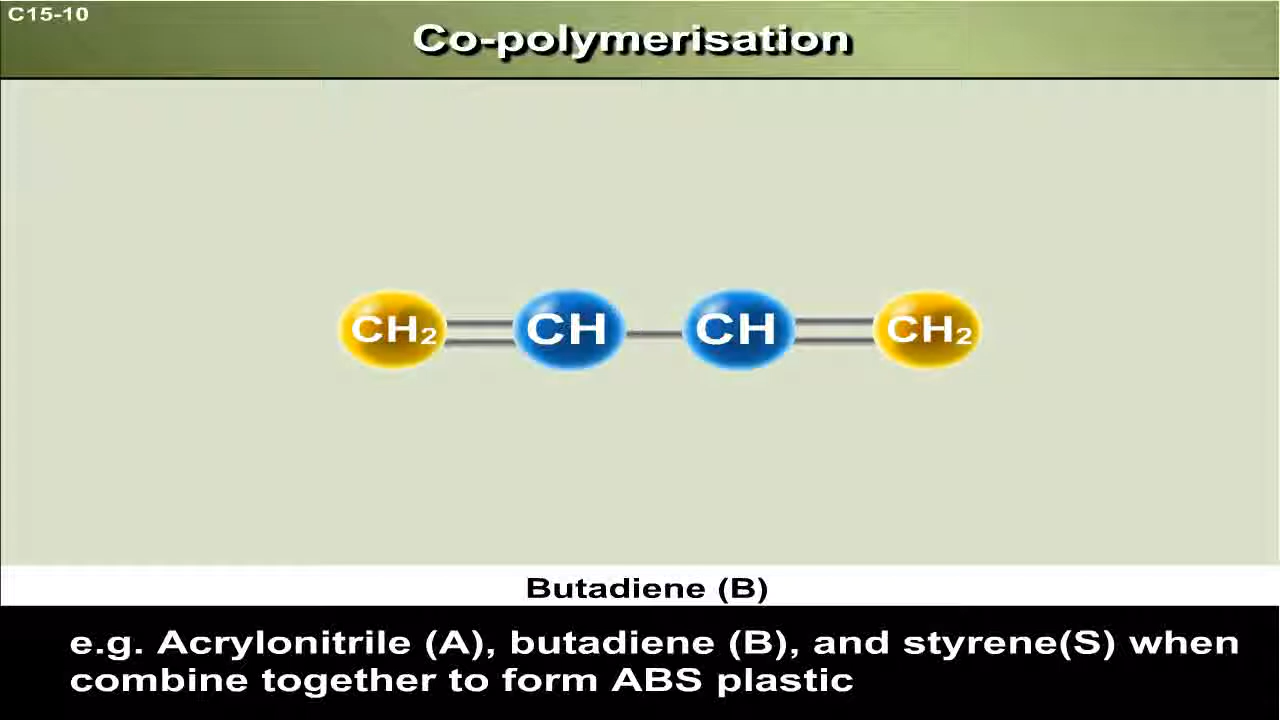 C15-10
Co-polymerisation
CH₂ CH CH CH₂
Butadiene (B)
e.g. Acrylonitrile (A), butadiene (B), and styrene(S) when
combine together to form ABS plastic